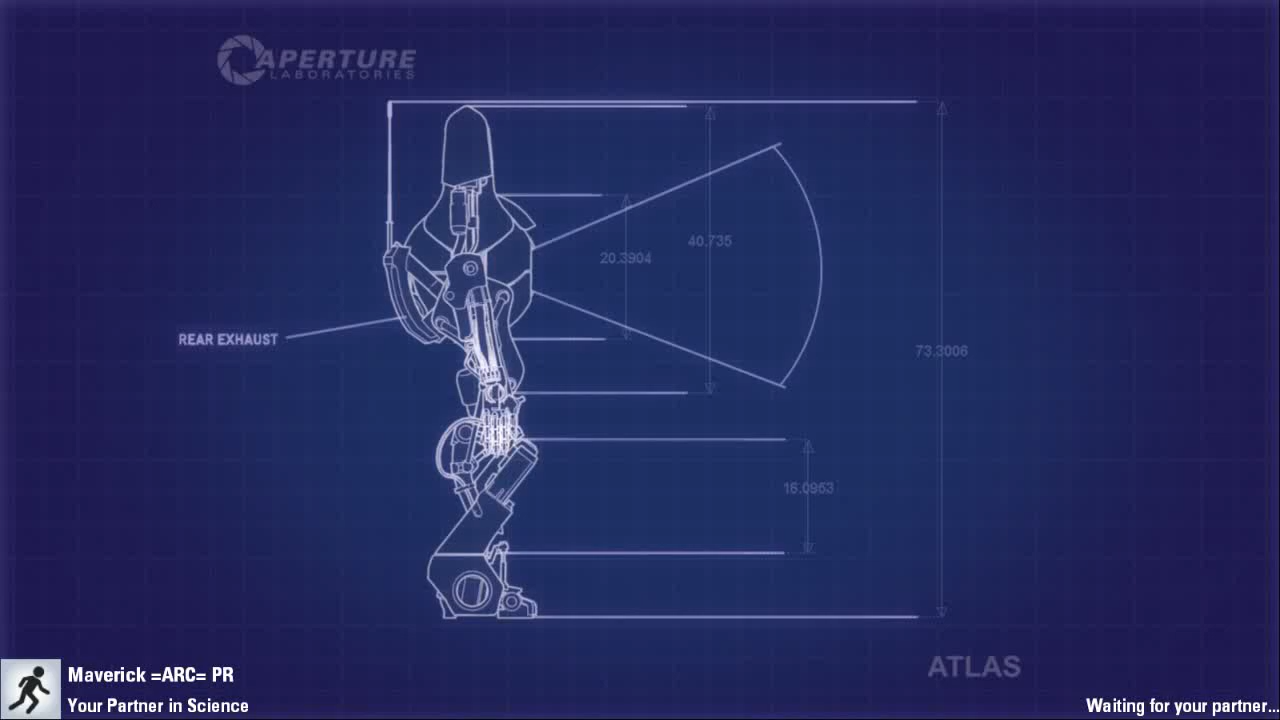 APERTURE
LABORATORIES
40.735
20.3904
REAR EXHAUST
73.3006
16.0953
ATLAS
Maverick =ARC= PR
Your Partner in Science
Waiting for your partner...